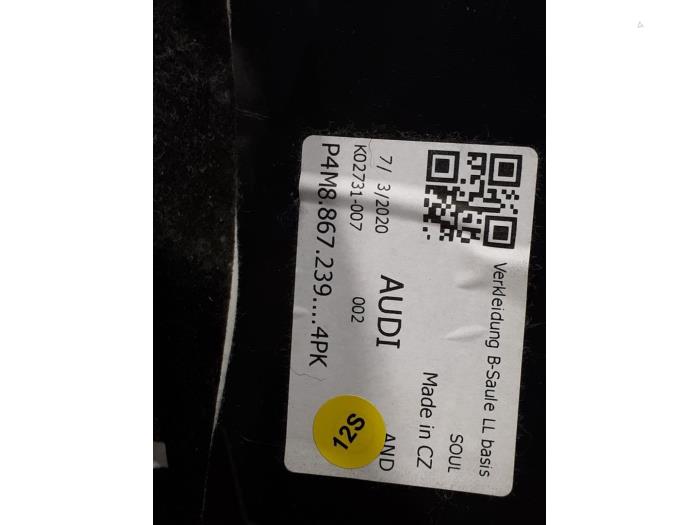 Verkleidung B-Saule LL basis
SOUL
Made in CZ
7/ 3/2020
AUDI
AND
K02731-007
002
P4M8.867.239....4PK
12S